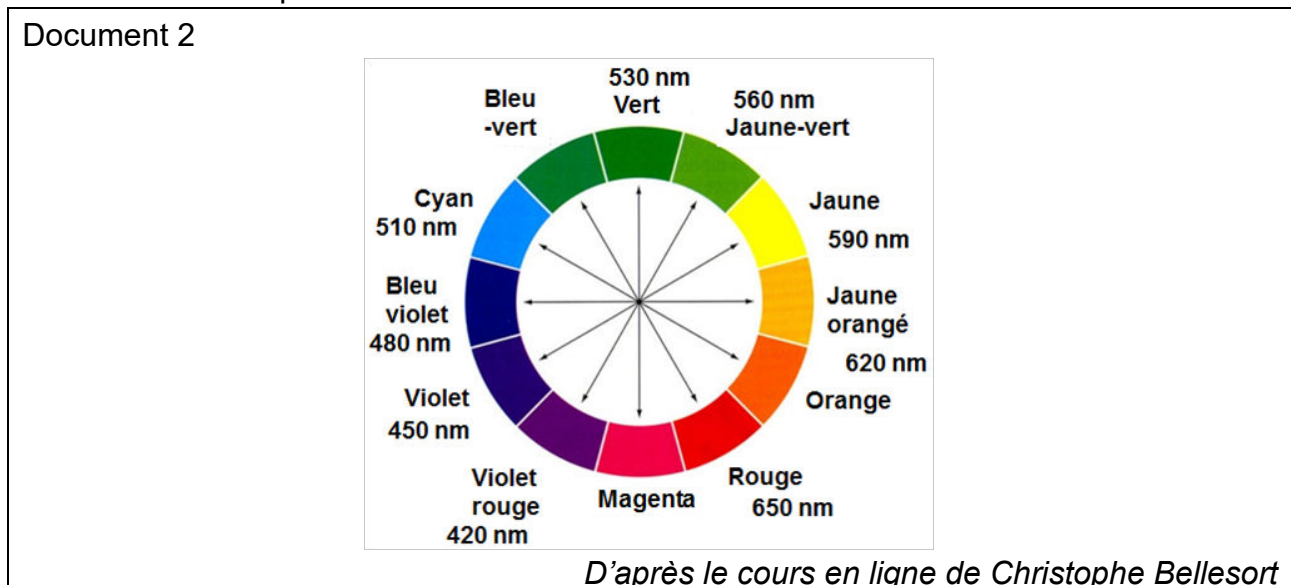 Document 2
530 nm
Vert
Bleu
-vert
560 nm
Jaune-vert
Cyan
510 nm
Jaune
590 nm
Bleu
violet
480 nm
Jaune
orangé
620 nm
Violet
450 nm
Orange
Violet
rouge
420 nm
Magenta
Rouge
650 nm
D'après le cours en ligne de Christophe Bellesort